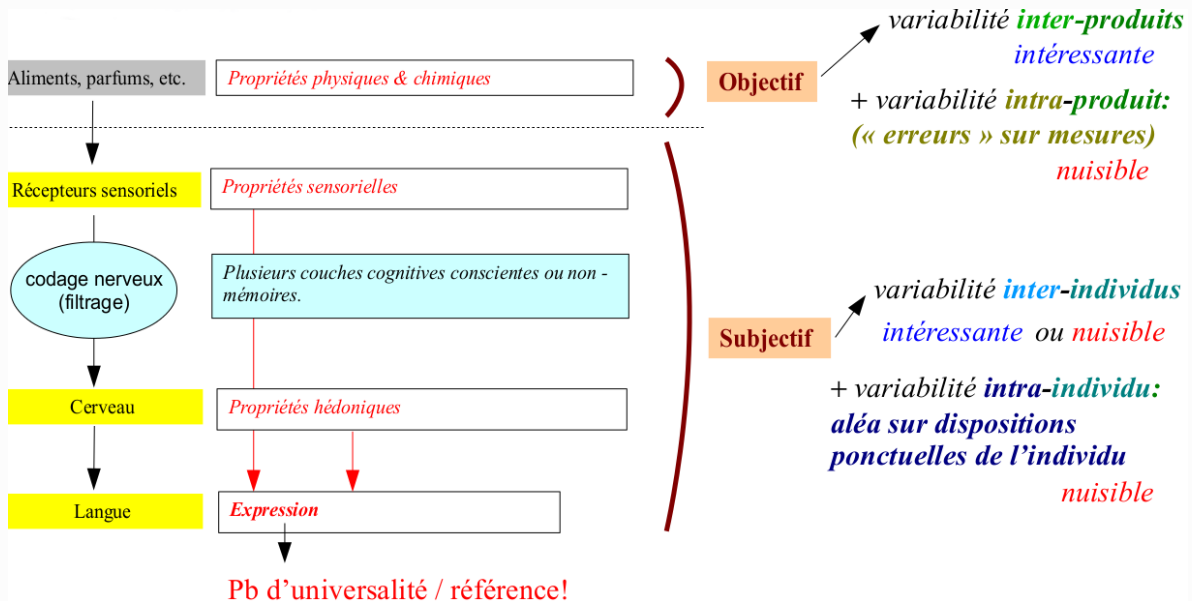 Aliments, parfums, etc.
Propriétés physiques & chimiques
Récepteurs sensoriels
Propriétés sensorielles
codage nerveux
(filtrage)
Plusieurs couches cognitives conscientes ou non -
mémoires.
Cerveau
Propriétés hédoniques
Langue
Expression
Pb d'universalité / référence!
Objectif
variabilité inter-produits
intéressante
+ variabilité intra-produit:
(« erreurs » sur mesures)
nuisible
Subjectif
variabilité inter-individus
intéressante ou nuisible
+ variabilité intra-individu:
aléa sur dispositions
ponctuelles de l'individu
nuisible